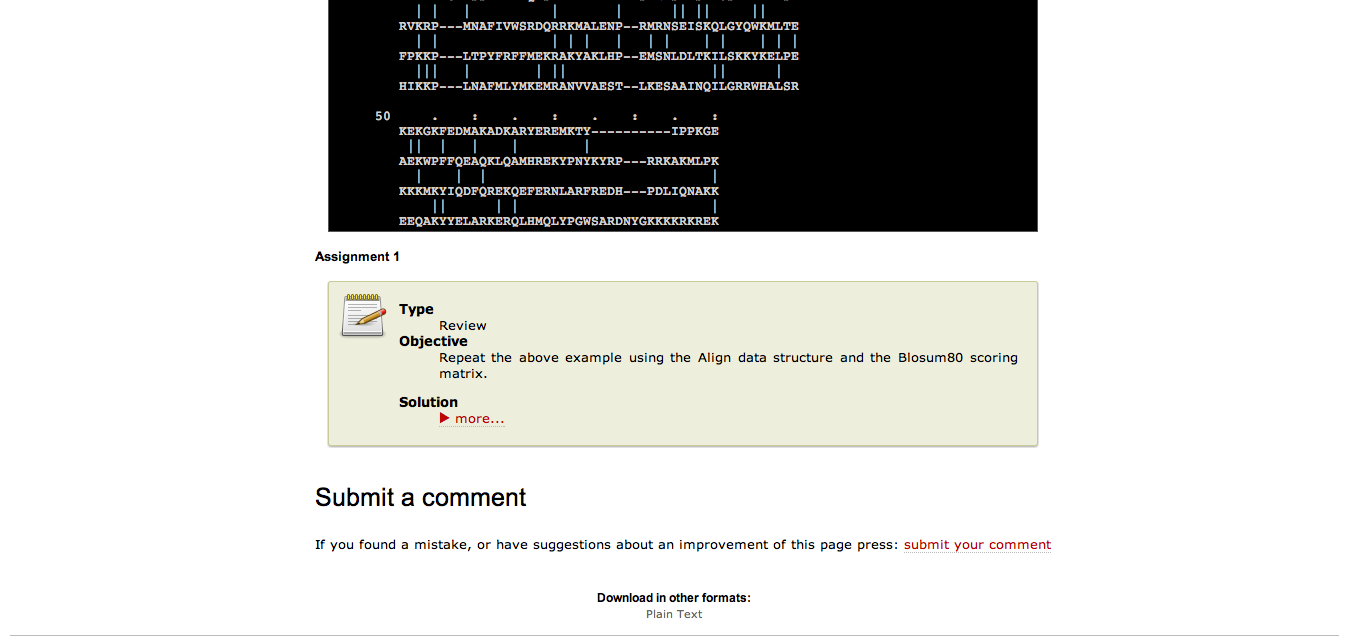 RVKRP---MNAFIVWSRDQRRKMALENP--RMRNSEISKQLGYQWKMLTE
FPKKP---LTPYFRFFMEKRAKYAKLHP--EMSNLDLTKILSKKYKELPE
HIKKP---LNAFMLYMKEMRANVVAEST--LKESAAINQILGRRWHALSR
50 . : . : . : . :
KEKGKFEDMAKADKARYEREMKTY----------IPPKGE
AEKWPFFQEAQKLQAMHREKYPNYKYRP---RRKAKMLPK
KKKMKYIQDFQREKQEFERNLARFREDH---PDLIQNAKK
EEQAKYYELARKERQLHMQLYPGWSARDNYGKKKKRKREK
Assignment 1
Type
Review
Objective
Repeat the above example using the Align data structure and the Blosum80 scoring
matrix.
Solution
more...
Submit a comment
If you found a mistake, or have suggestions about an improvement of this page press: submit your comment
Download in other formats:
Plain Text